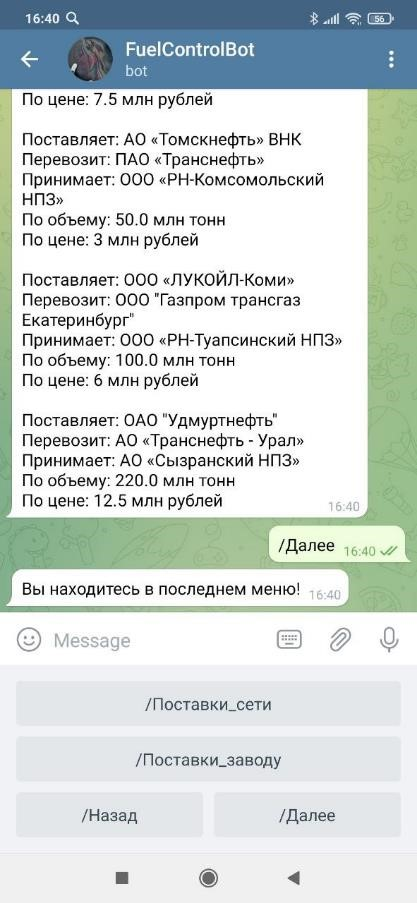 16:40
56
FuelControlBot
bot
По цене: 7.5 млн рублей
Поставляет: АО «Томскнефть» ВНК
Перевозит: ПАО «Транснефть»
Принимает: ООО «РН-Комсомольский
НПЗ»
По объему: 50.0 млн тонн
По цене: 3 млн рублей
Поставляет: ООО «ЛУКОЙЛ-Коми»
Перевозит: ООО "Газпром трансгаз
Екатеринбург"
Принимает: ООО «РН-Туапсинский НПЗ»
По объему: 100.0 млн тонн
По цене: 6 млн рублей
Поставляет: ОАО "Удмуртнефть"
Перевозит: АО «Транснефть - Урал»
Принимает: АО «Сызранский НПЗ»
По объему: 220.0 млн тонн
По цене: 12.5 млн рублей
16:40
/Далее 16:40
Вы находитесь в последнем меню! 16:40
Message
/Поставки_сети
/Поставки_заводу
/Назад
/Далее